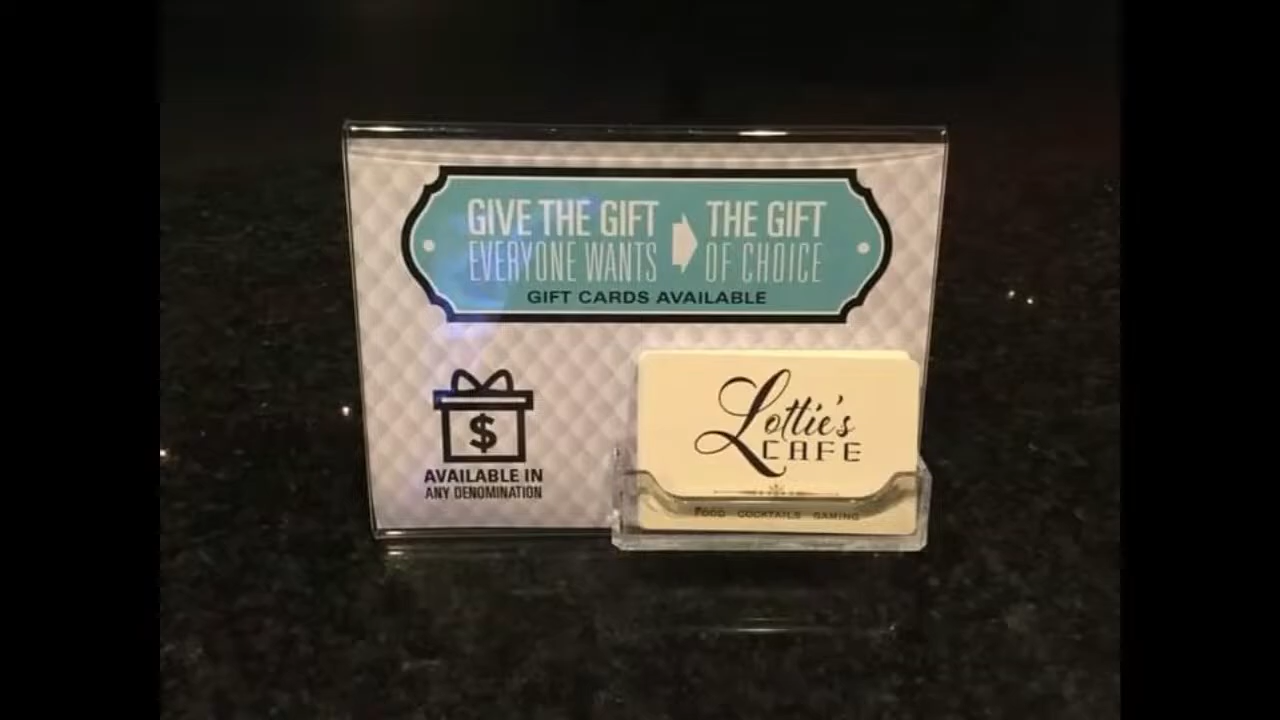 GIVE THE GIFT
EVERYONE WANTS
THE GIFT
OF CHOICE
GIFT CARDS AVAILABLE
$
AVAILABLE IN
ANY DENOMINATION
Lottie's
CAFE
FOOD COCKTAILS GAMING